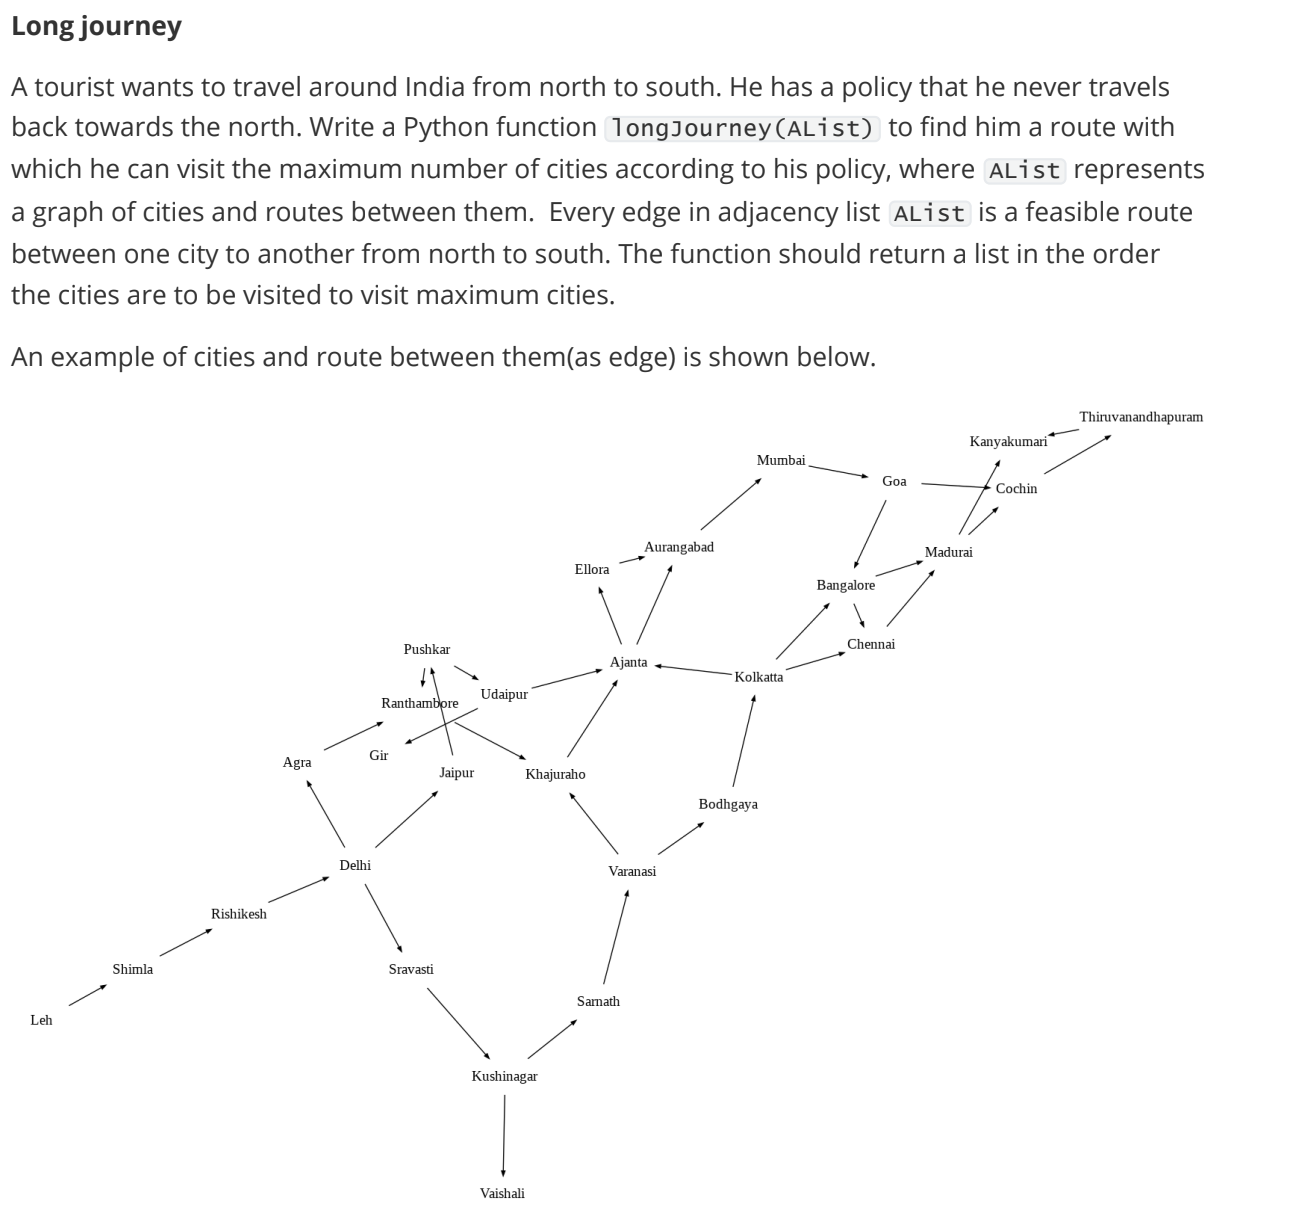 Long journey
A tourist wants to travel around India from north to south. He has a policy that he never travels
back towards the north. Write a Python function longJourney(AList) to find him a route with
which he can visit the maximum number of cities according to his policy, where AList represents
a graph of cities and routes between them.  Every edge in adjacency list AList is a feasible route
between one city to another from north to south. The function should return a list in the order
the cities are to be visited to visit maximum cities.
An example of cities and route between them(as edge) is shown below.
Thiruvanandhapuram
Kanyakumari
Mumbai
Goa
Cochin
Aurangabad
Madurai
Ellora
Bangalore
Chennai
Pushkar
Ajanta
Kolkatta
Udaipur
Ranthambore
Gir
Agra
Jaipur
Khajuraho
Bodhgaya
Delhi
Varanasi
Rishikesh
Shimla
Sravasti
Sarnath
Leh
Kushinagar
Vaishali